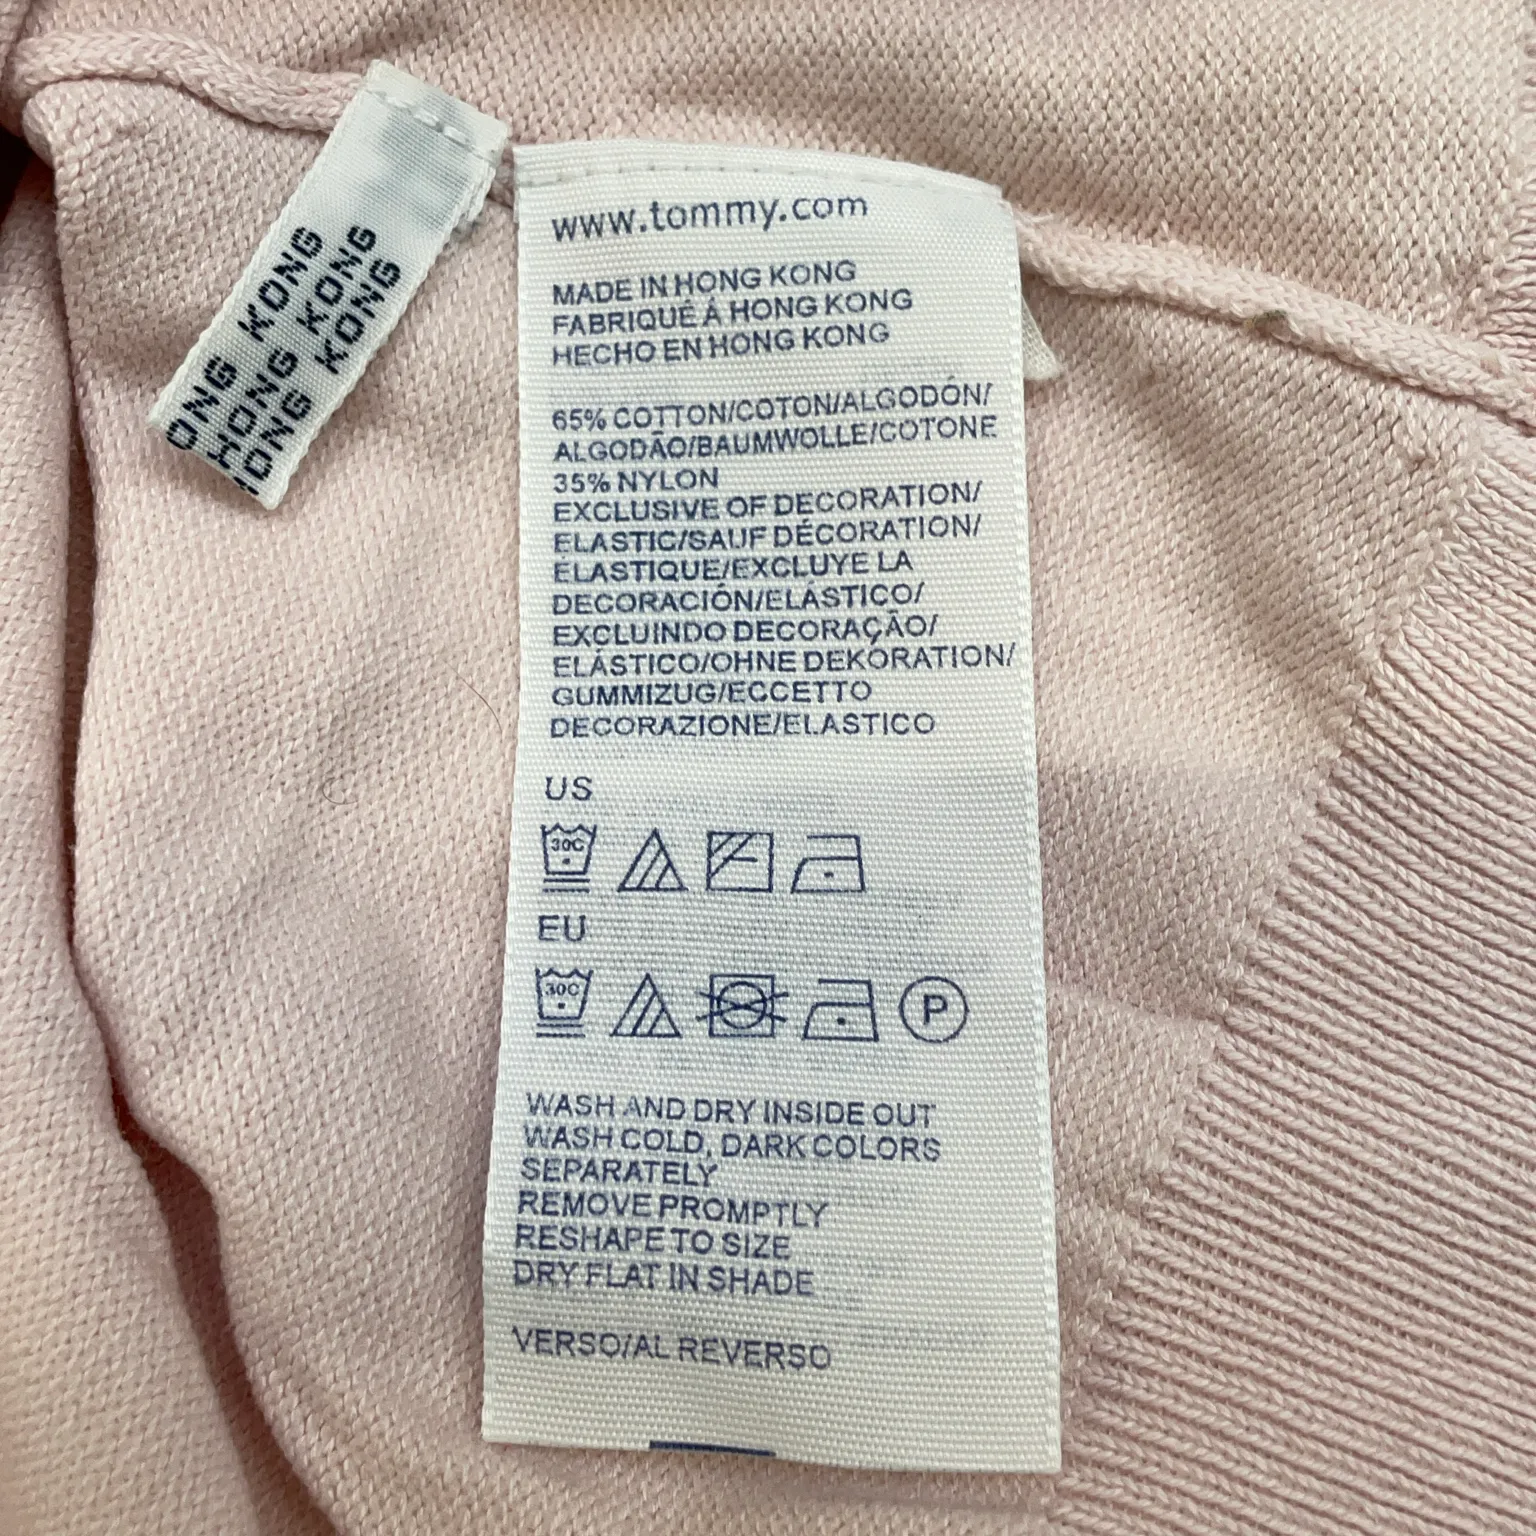 KONG
KONG
HONG KONG
www.tommy.com
MADE IN HONG KONG
FABRIQUÉ Á HONG KONG
HECHO EN HONG KONG
65% COTTON/COTON/ALGODÓN/
ALGODÃO/BAUMWOLLE/COTONE
35% NYLON
EXCLUSIVE OF DECORATION/
ELASTIC/SAUF DÉCORATION/
ÉLASTIQUE/EXCLUYE LA
DECORACIÓN/ELÁSTICO/
EXCLUINDO DECORAÇÃO/
ELÁSTICO/OHNE DEKORATION/
GUMMIZUG/ECCETTO
DECORAZIONE/ELASTICO
US
30C
EU
30C P
WASH AND DRY INSIDE OUT
WASH COLD, DARK COLORS
SEPARATELY
REMOVE PROMPTLY
RESHAPE TO SIZE
DRY FLAT IN SHADE
VERSO/AL REVERSO